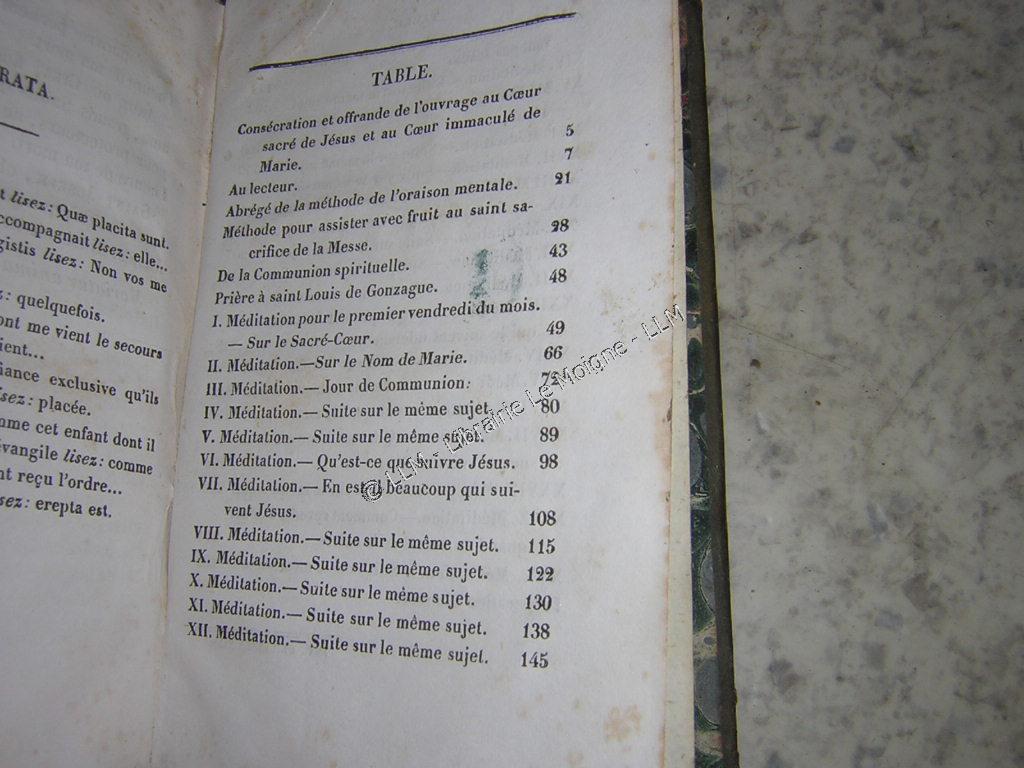 RATA.
lisez: Quæ placita sunt.
ccompagnait lisez: elle...
gistis lisez: Non vos me
: quelquefois.
ont me vient le secours
ient...
iance exclusive qu'ils
isez: placée.
mme cet enfant dont il
évangile lisez: comme
nt reçu l'ordre...
sez: erepta est.
TABLE.
Consécration et offrande de l'ouvrage au Cœur
sacré de Jésus et au Cœur immaculé de
Marie. 5
Au lecteur. 7
Abrégé de la méthode de l'oraison mentale. 21
Méthode pour assister avec fruit au saint sa-
crifice de la Messe. 28
De la Communion spirituelle. 43
Prière à saint Louis de Gonzague. 48
I. Méditation pour le premier vendredi du mois.
— Sur le Sacré-Cœur. 49
II. Méditation.—Sur le Nom de Marie. 66
III. Méditation.— Jour de Communion: 72
IV. Méditation.— Suite sur le même sujet. 80
V. Méditation.— Suite sur le même sujet. 89
VI. Méditation.— Qu'est-ce que suivre Jésus. 98
VII. Méditation.— En est-il beaucoup qui sui-
vent Jésus. 108
VIII. Méditation.— Suite sur le même sujet. 115
IX. Méditation.— Suite sur le même sujet. 122
X. Méditation.— Suite sur le même sujet. 130
XI. Méditation.— Suite sur le même sujet. 138
XII. Méditation.— Suite sur le même sujet. 145
© LLM - Librairie Le Moigne - LLM